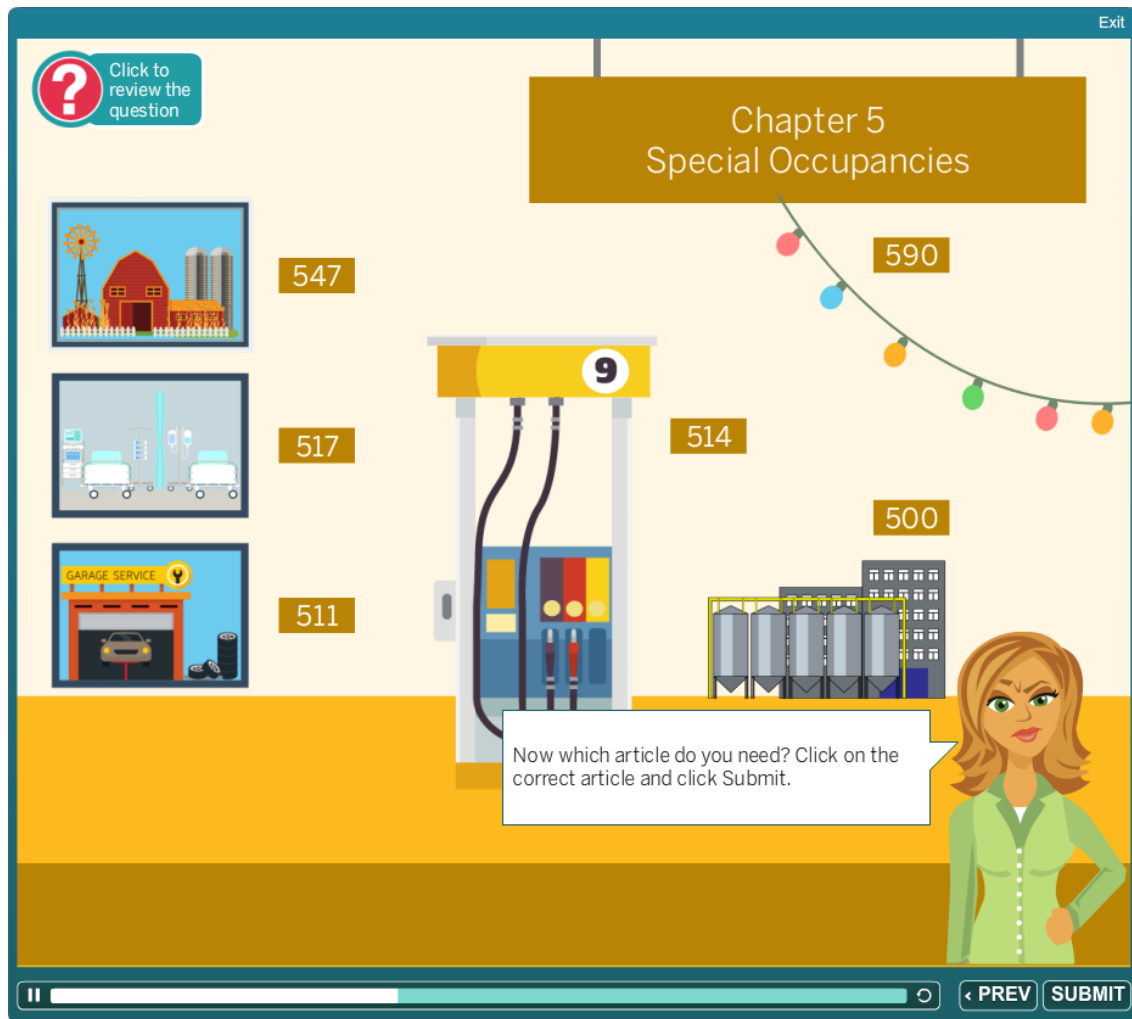 Exit
?
Click to
review the
question
Chapter 5
Special Occupancies
547
590
9
517
514
500
GARAGE SERVICE
511
Now which article do you need? Click on the
correct article and click Submit.
‹ PREV
SUBMIT